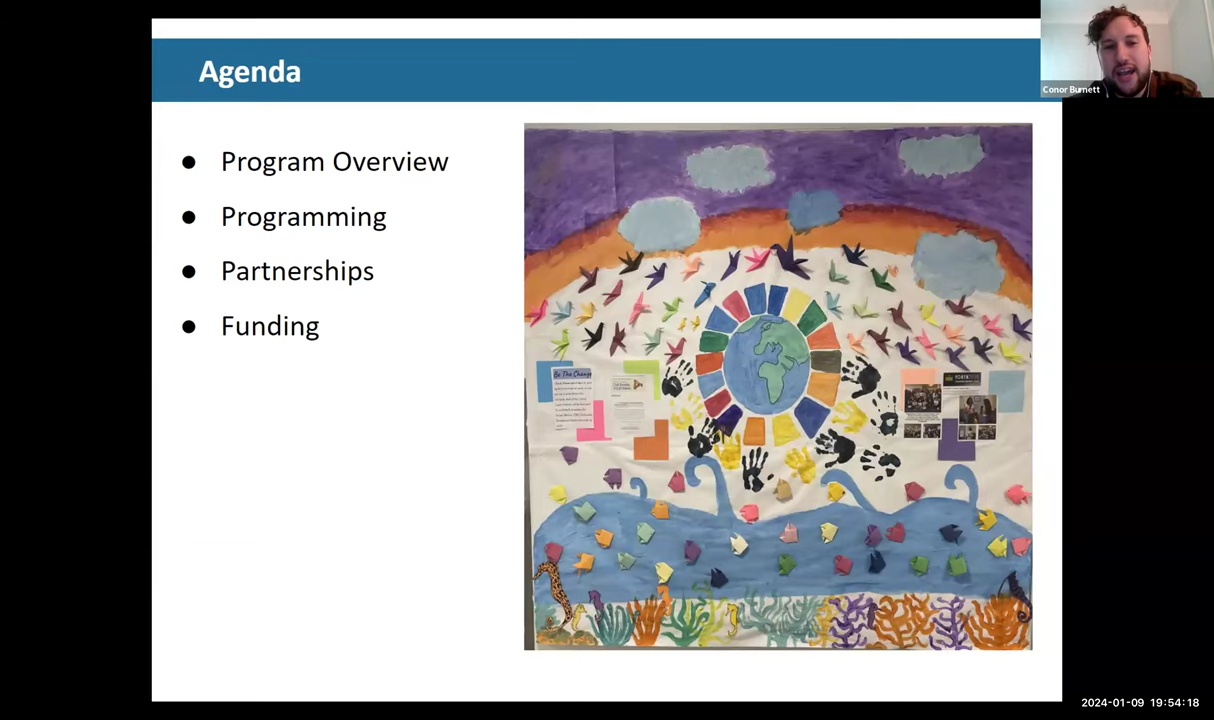 Agenda
Conor Burnett
● Program Overview
● Programming
● Partnerships
● Funding
Be The Change
2024-01-09 19:54:18